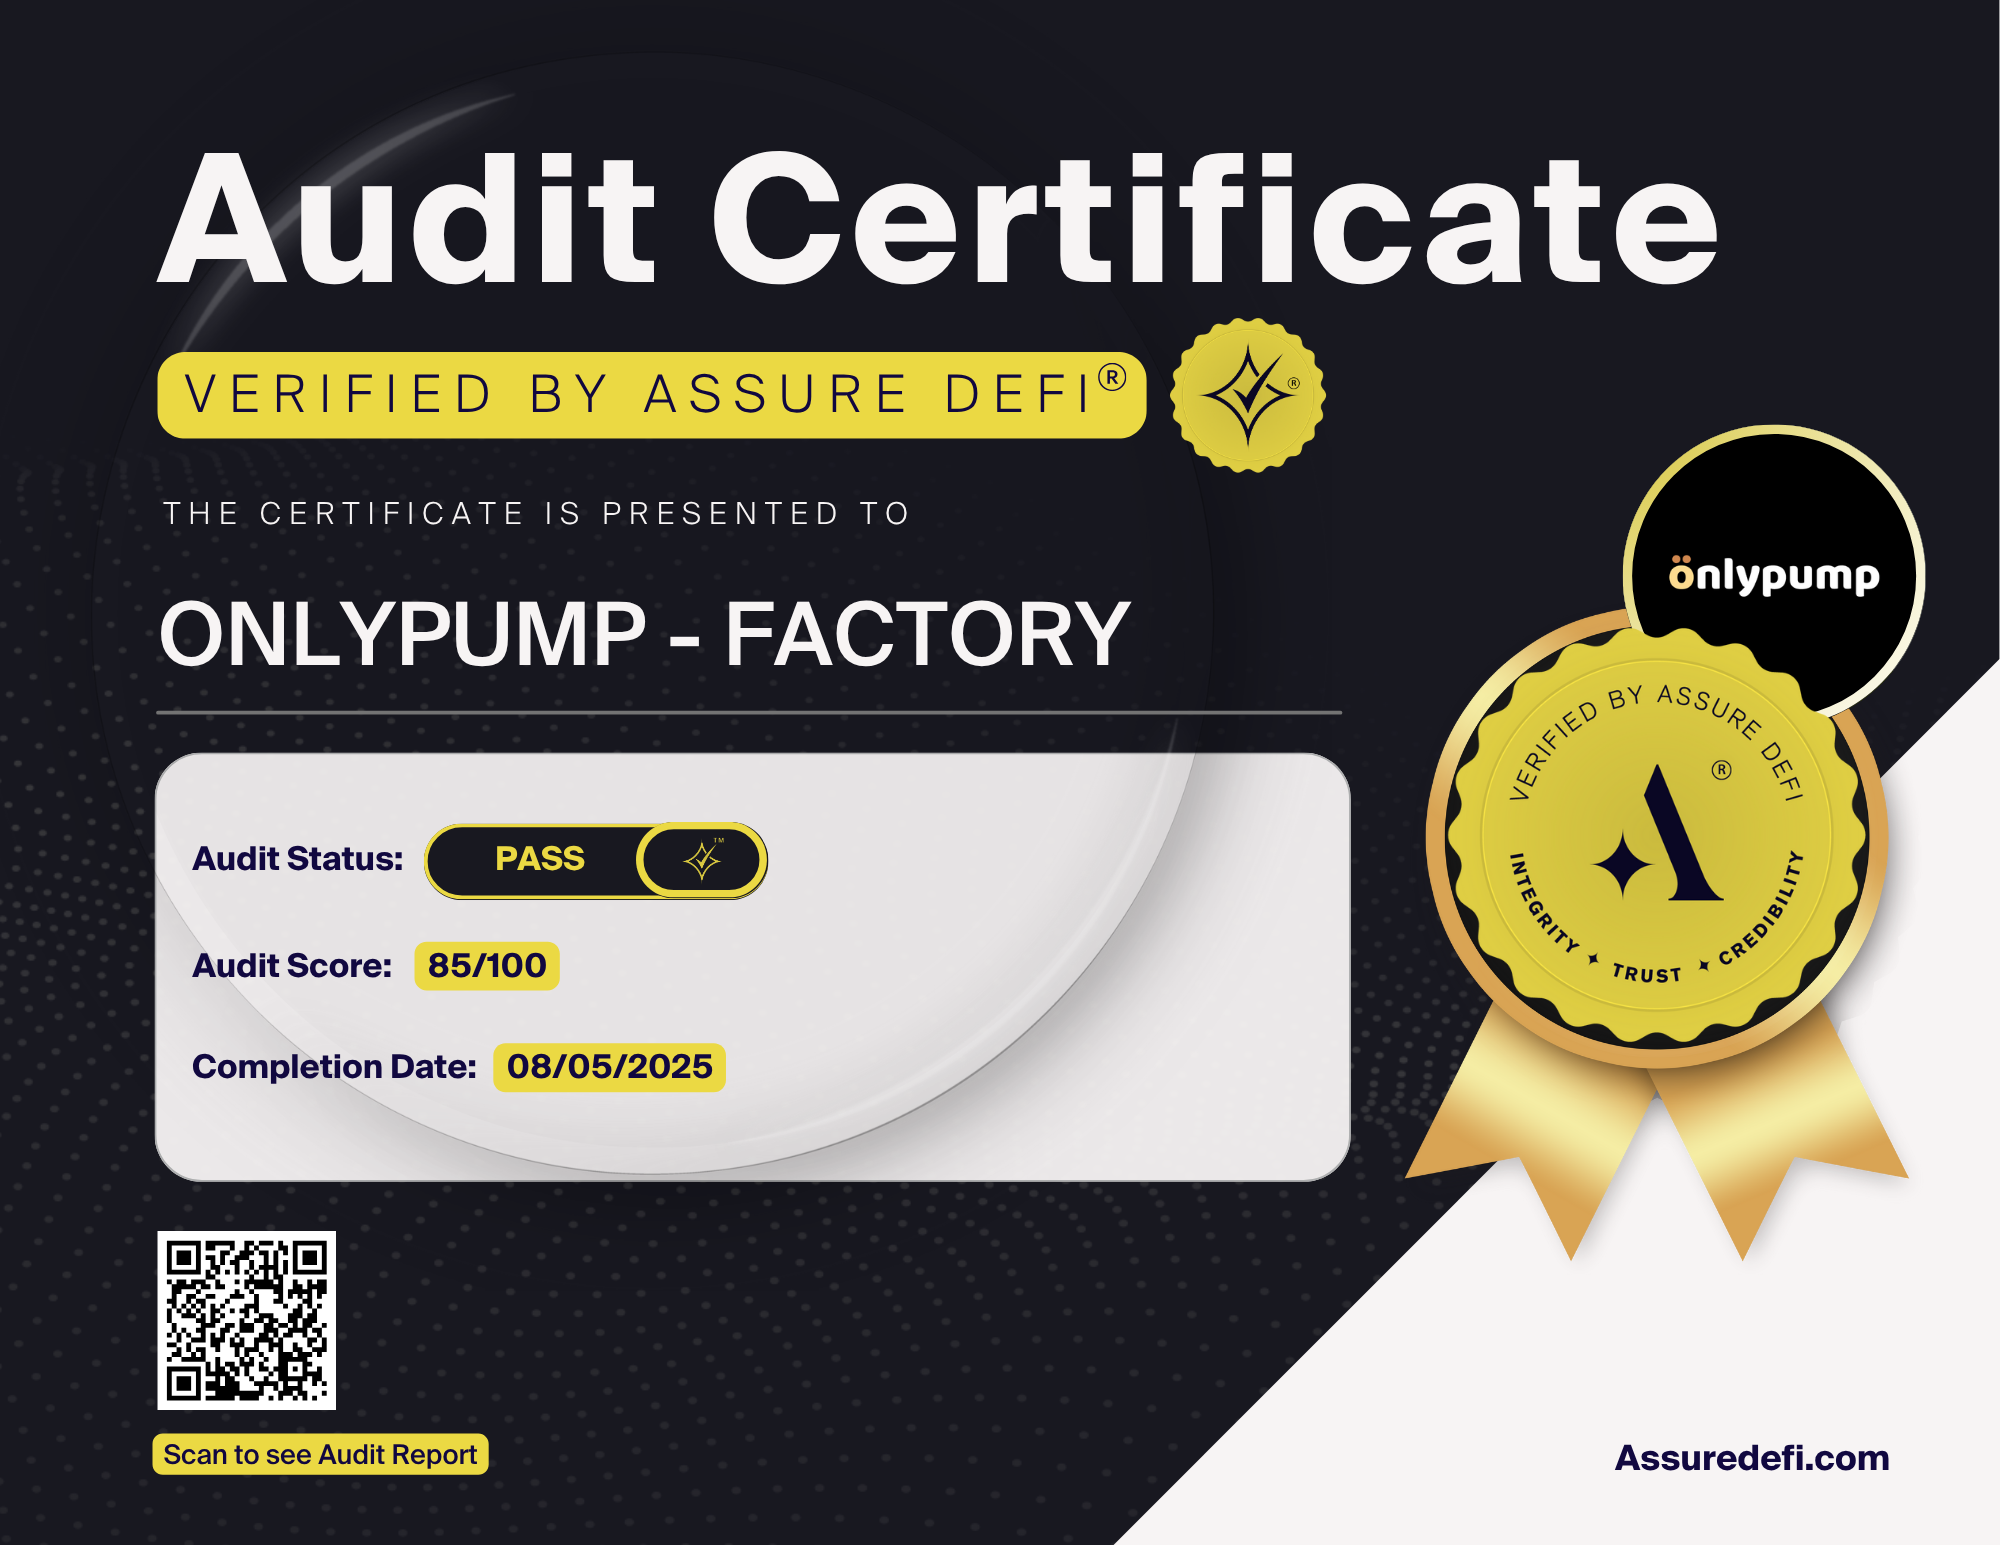 Audit Certificate
VERIFIED BY ASSURE DEFI®
®
THE CERTIFICATE IS PRESENTED TO
önlypump
ONLYPUMP - FACTORY
VERIFIED BY ASSURE DEFI
®
INTEGRITY ✦ TRUST ✦ CREDIBILITY
Audit Status: PASS ™
Audit Score: 85/100
Completion Date: 08/05/2025
Scan to see Audit Report
Assuredefi.com